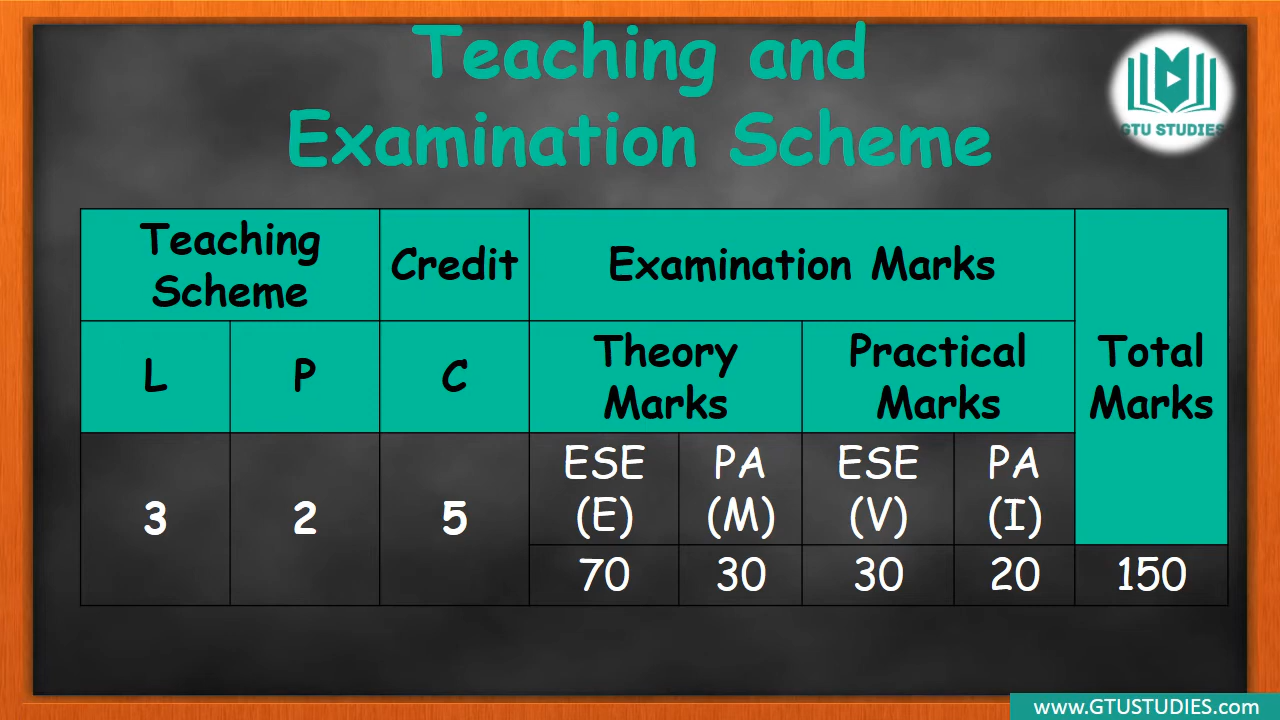 Teaching and
Examination Scheme
GTU STUDIES
Teaching
Scheme
Credit
Examination Marks
Total
Marks
L
P
C
Theory
Marks
Practical
Marks
3
2
5
ESE
(E)
PA
(M)
ESE
(V)
PA
(I)
70
30
30
20
150
www.GTUSTUDIES.com